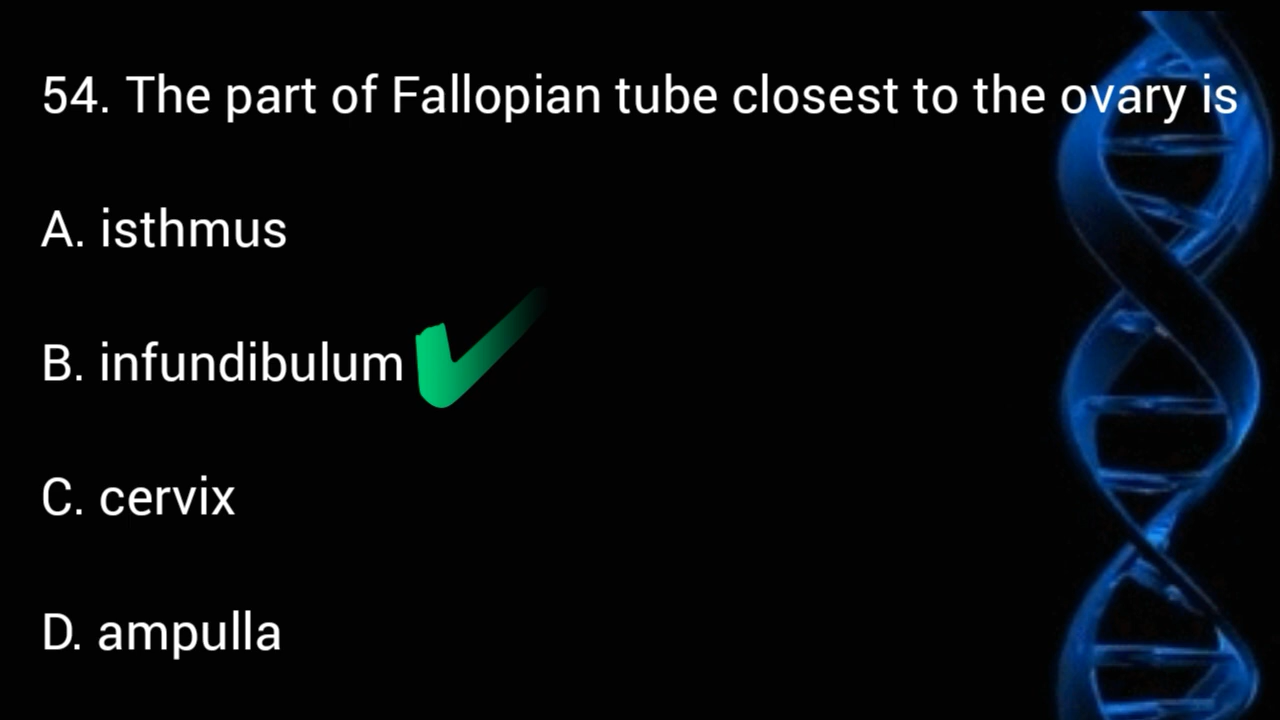 54. The part of Fallopian tube closest to the ovary is
A. isthmus
B. infundibulum
C. cervix
D. ampulla